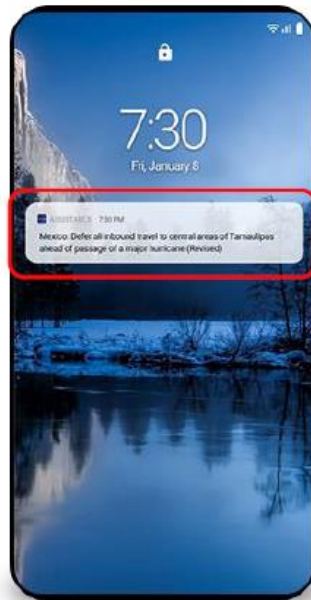 7:30
Fri, January 8
ASSISTANCE · 7:30 PM
Mexico: Defer all inbound travel to central areas of Tamaulipas
ahead of passage of a major hurricane (Revised)